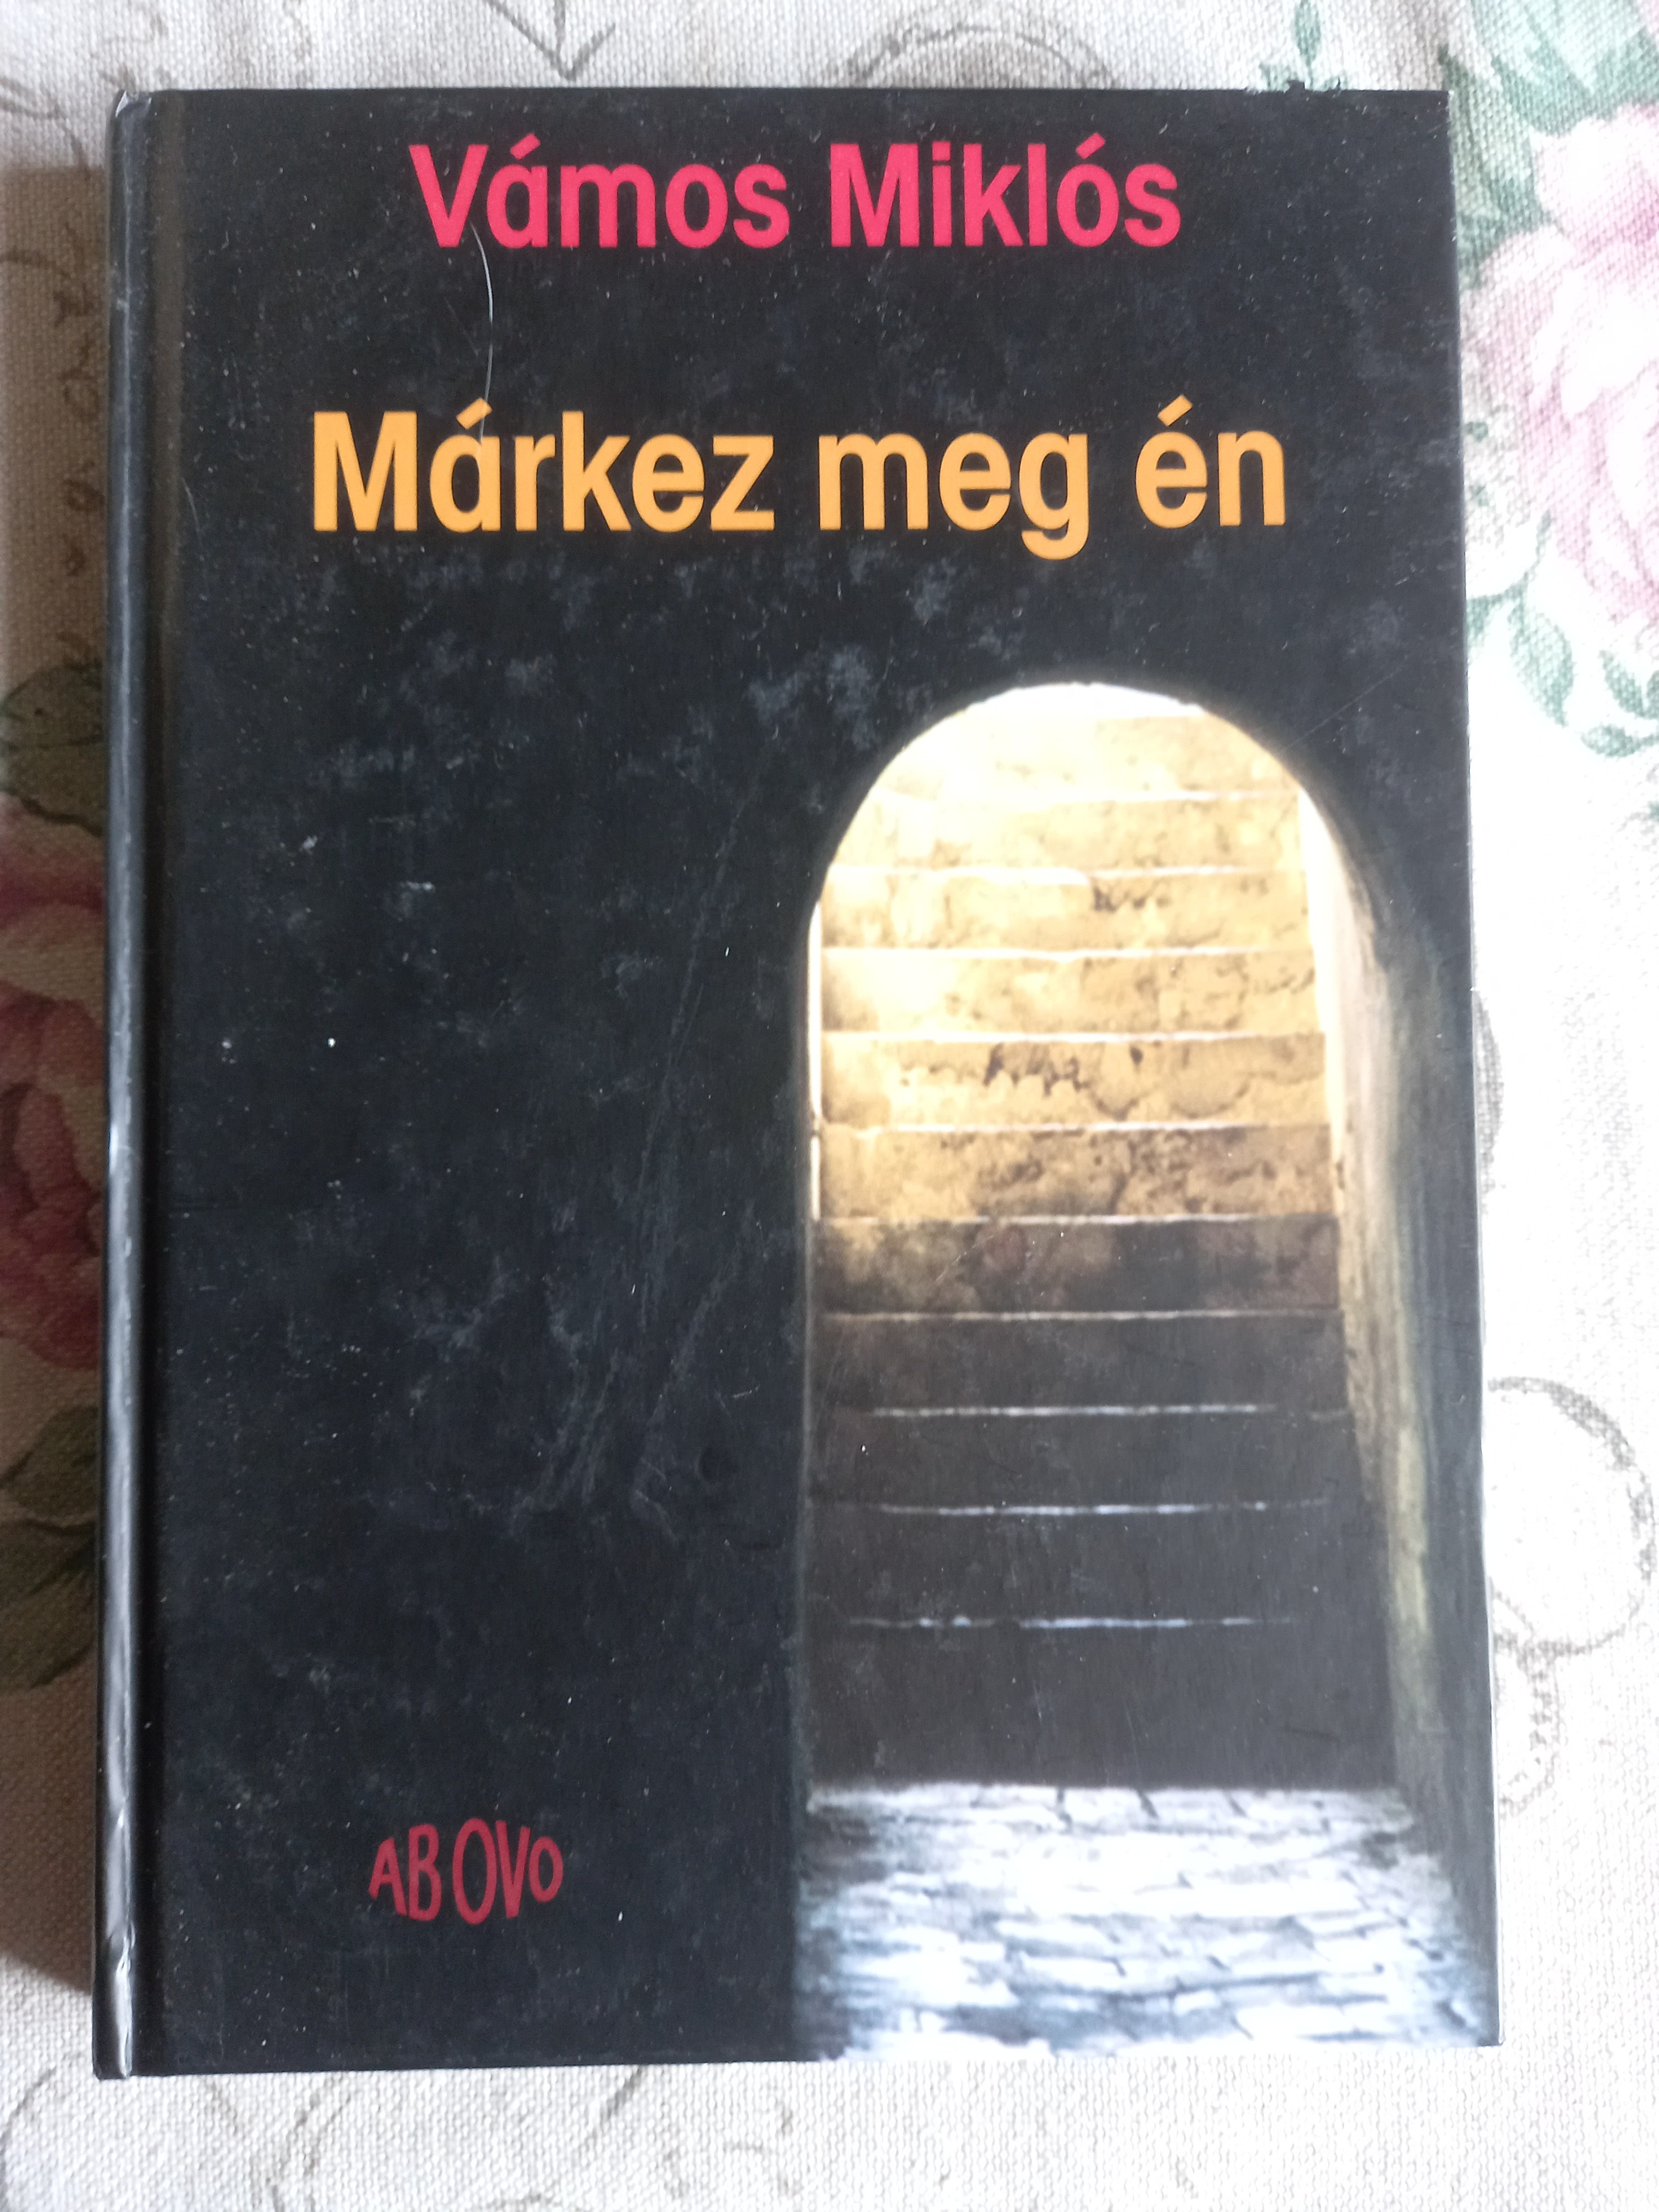 Vámos Miklós
Márkez meg én
AB OVO